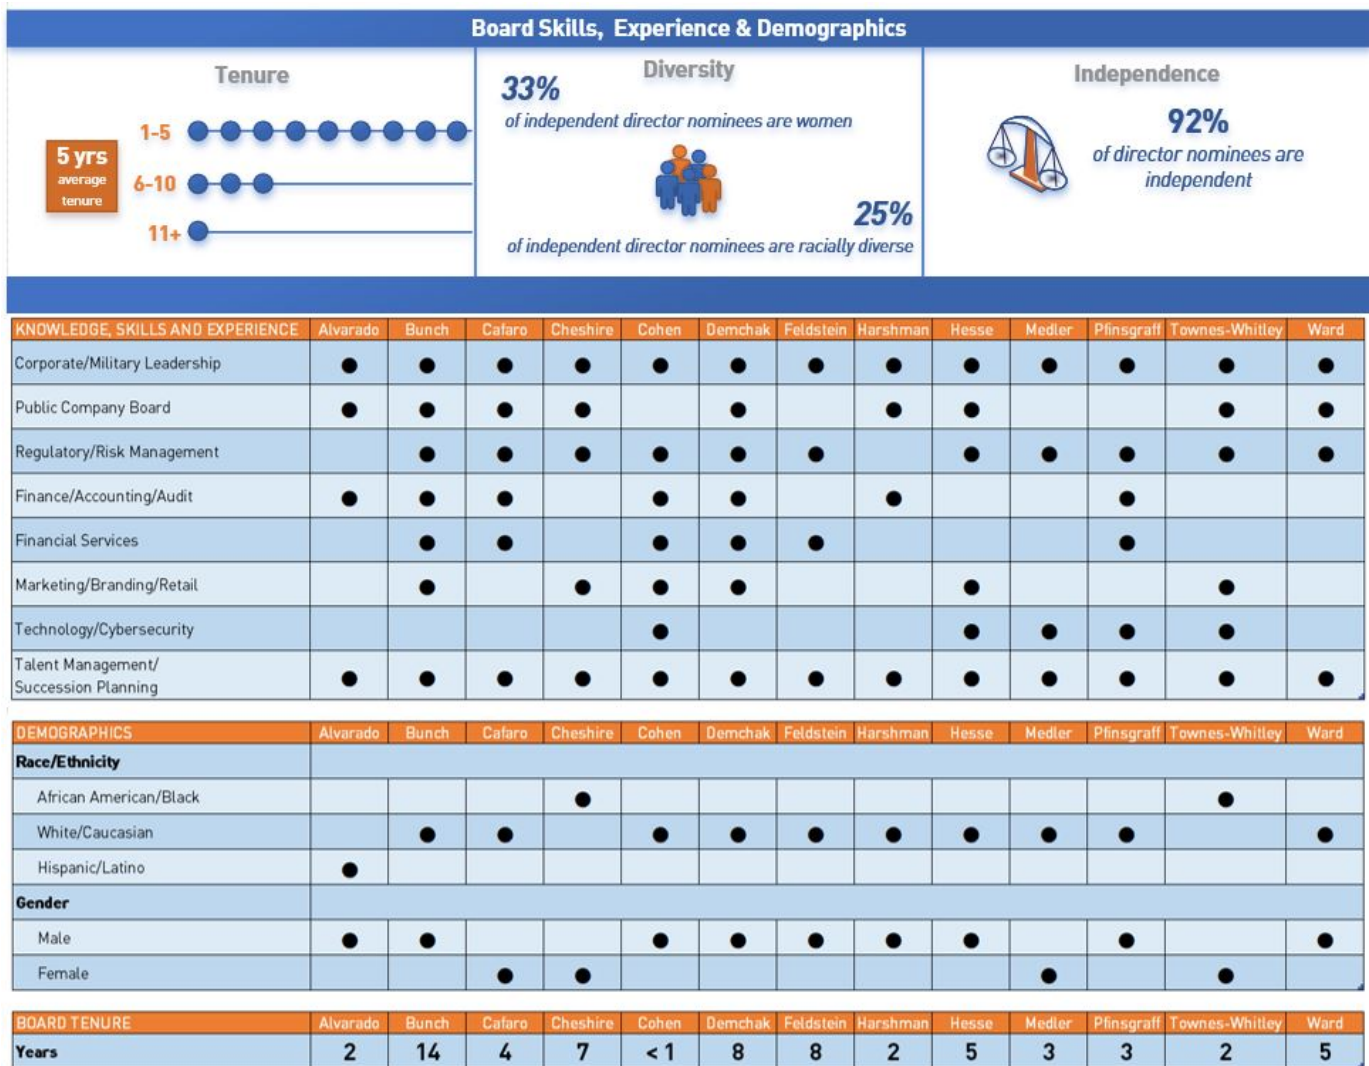 Board Skills, Experience & Demographics
Tenure
5 yrs
average
tenure
1-5
6-10
11+
Diversity
33%
of independent director nominees are women
25%
of independent director nominees are racially diverse
Independence
92%
of director nominees are
independent
KNOWLEDGE, SKILLS AND EXPERIENCE Alvarado Bunch Cafaro Cheshire Cohen Demchak Feldstein Harshman Hesse Medler Pfinsgraff Townes-Whitley Ward
Corporate/Military Leadership ● ● ● ● ● ● ● ● ● ● ● ● ●
Public Company Board ● ● ● ● ● ● ● ● ●
Regulatory/Risk Management ● ● ● ● ● ● ● ● ● ● ●
Finance/Accounting/Audit ● ● ● ● ● ● ●
Financial Services ● ● ● ● ● ●
Marketing/Branding/Retail ● ● ● ● ● ●
Technology/Cybersecurity ● ● ● ● ●
Talent Management/
Succession Planning ● ● ● ● ● ● ● ● ● ● ● ● ●
DEMOGRAPHICS Alvarado Bunch Cafaro Cheshire Cohen Demchak Feldstein Harshman Hesse Medler Pfinsgraff Townes-Whitley Ward
Race/Ethnicity
African American/Black ● ●
White/Caucasian ● ● ● ● ● ● ● ● ● ●
Hispanic/Latino ●
Gender
Male ● ● ● ● ● ● ● ● ●
Female ● ● ● ●
BOARD TENURE Alvarado Bunch Cafaro Cheshire Cohen Demchak Feldstein Harshman Hesse Medler Pfinsgraff Townes-Whitley Ward
Years 2 14 4 7 < 1 8 8 2 5 3 3 2 5